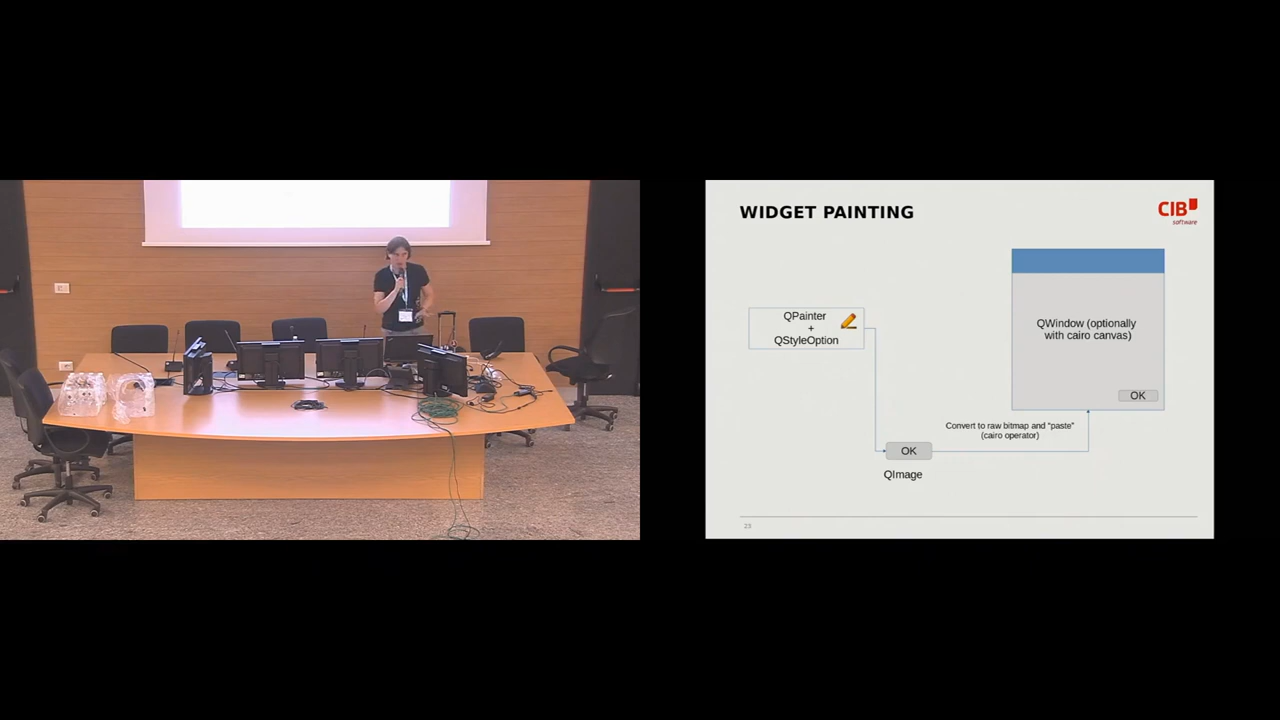 WIDGET PAINTING
CIB
software
QPainter
+
QStyleOption
QWindow (optionally
with cairo canvas)
OK
Convert to raw bitmap and "paste"
(cairo operator)
OK
QImage
23